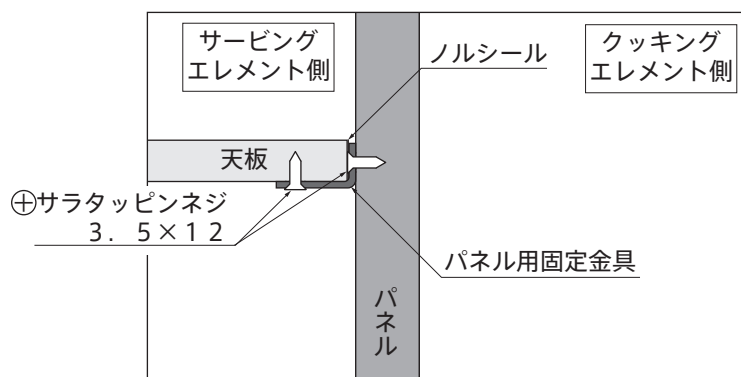 サービング
エレメント側
ノルシール
クッキング
エレメント側
天板
⊕サラタッピンネジ
3．5×12
パネル用固定金具
パネル